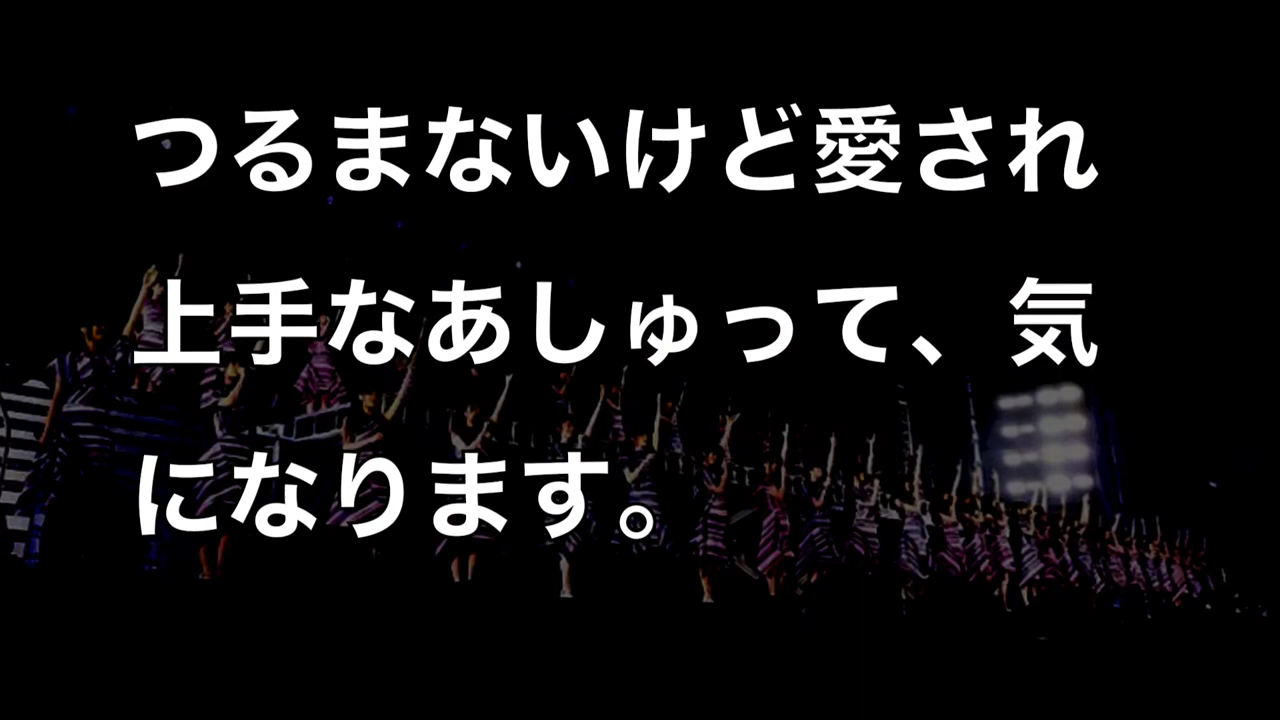 つるまないけど愛され
上手なあしゅって、気
になります。